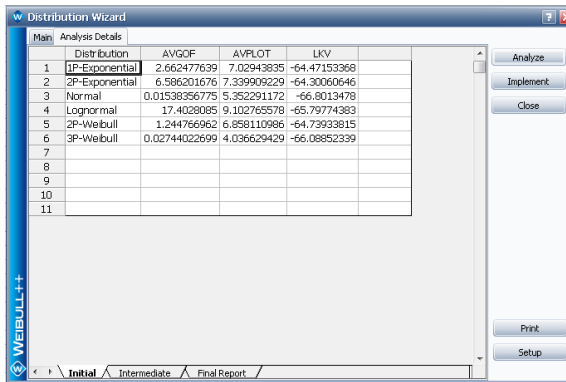 Distribution Wizard
Main Analysis Details
Distribution AVGOF AVPLOT LKV
1 1P-Exponential 2.662477639 7.02943835 -64.47153368
2 2P-Exponential 6.586201676 7.339909229 -64.30060646
3 Normal 0.01538356775 5.352291172 -66.8013478
4 Lognormal 17.4028085 9.102765578 -65.79774383
5 2P-Weibull 1.244766962 6.858110986 -64.73933815
6 3P-Weibull 0.02744022699 4.036629429 -66.08852339
7
8
9
10
11
Analyze
Implement
Close
Print
Setup
WEIBULL++
Initial Intermediate Final Report